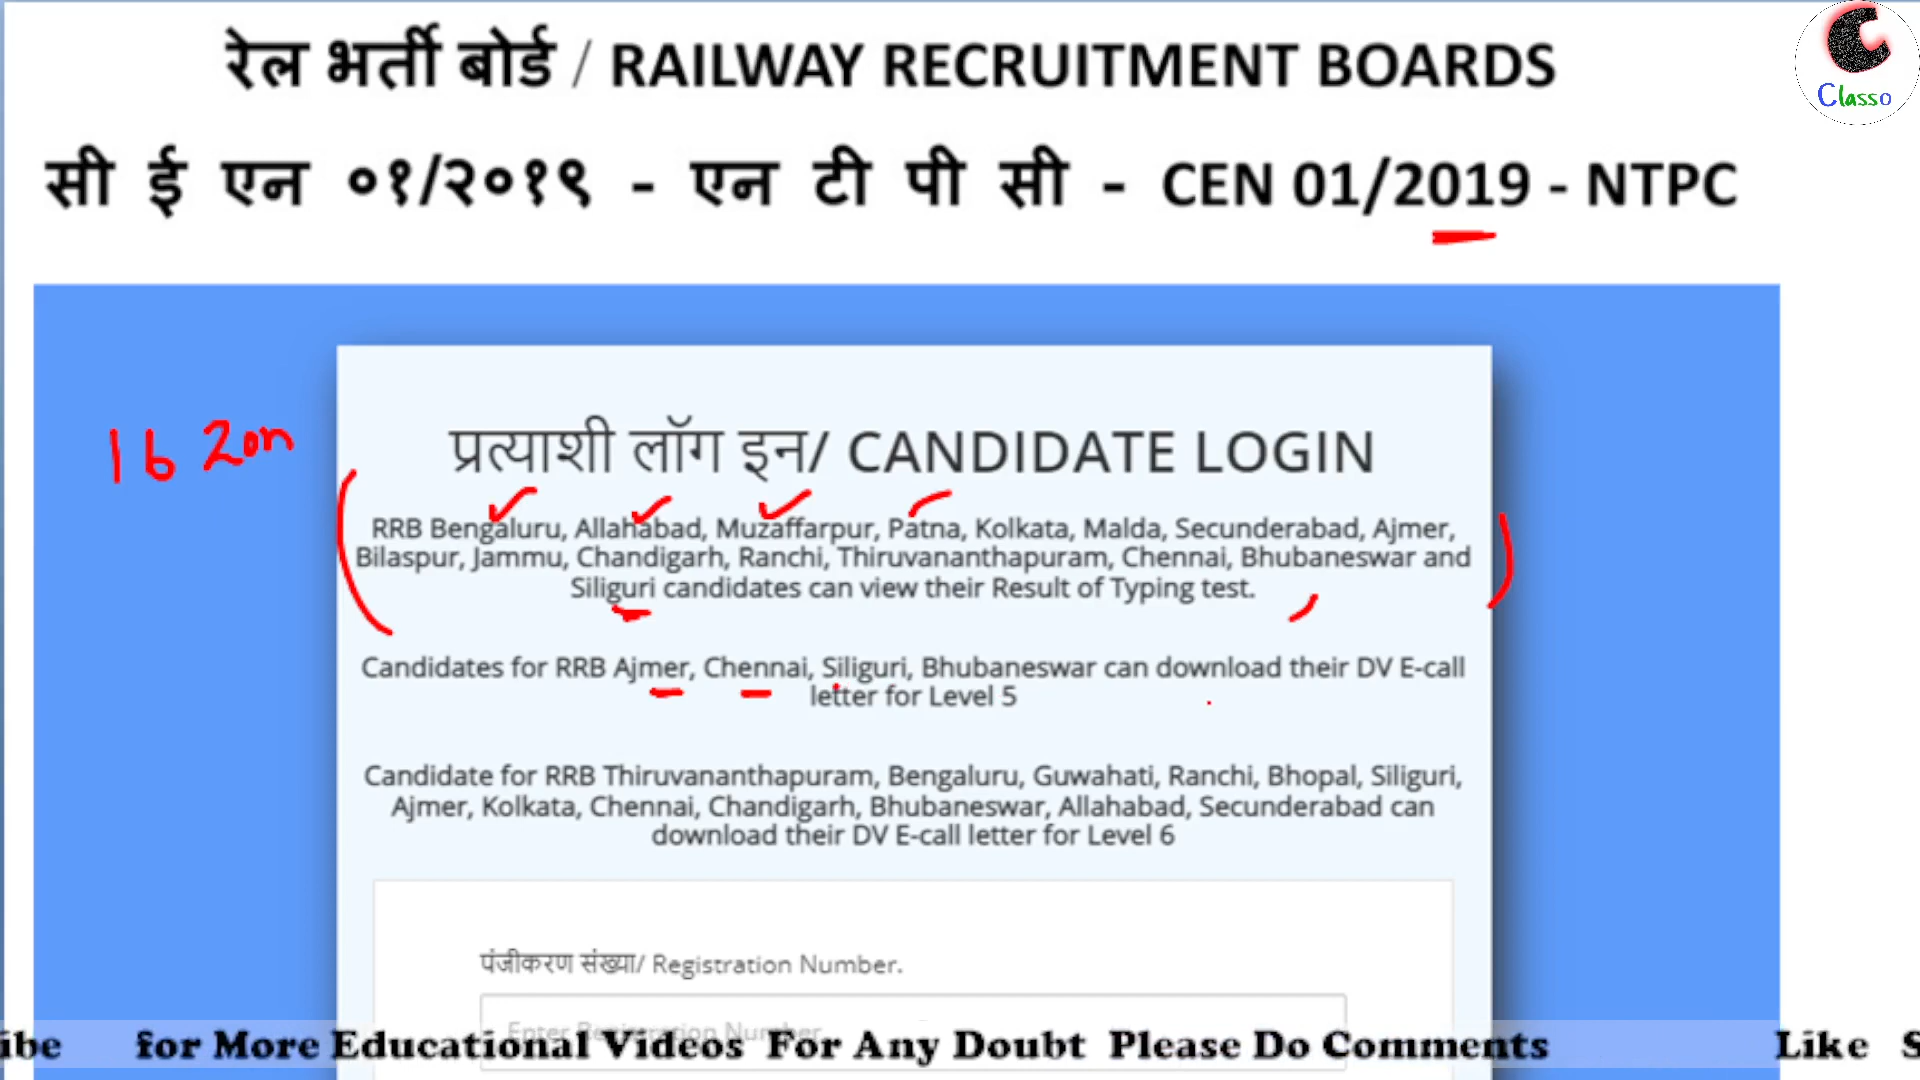 रेल भर्ती बोर्ड / RAILWAY RECRUITMENT BOARDS
Classo
सी ई एन ०१/२०१९ - एन टी पी सी - CEN 01/2019 - NTPC
16 Zon
प्रत्याशी लॉग इन/ CANDIDATE LOGIN
RRB Bengaluru, Allahabad, Muzaffarpur, Patna, Kolkata, Malda, Secunderabad, Ajmer,
Bilaspur, Jammu, Chandigarh, Ranchi, Thiruvananthapuram, Chennai, Bhubaneswar and
Siliguri candidates can view their Result of Typing test.
Candidates for RRB Ajmer, Chennai, Siliguri, Bhubaneswar can download their DV E-call
letter for Level 5
Candidate for RRB Thiruvananthapuram, Bengaluru, Guwahati, Ranchi, Bhopal, Siliguri,
Ajmer, Kolkata, Chennai, Chandigarh, Bhubaneswar, Allahabad, Secunderabad can
download their DV E-call letter for Level 6
पंजीकरण संख्या/ Registration Number.
Enter Registration Number
ibe for More Educational Videos For Any Doubt Please Do Comments Like S